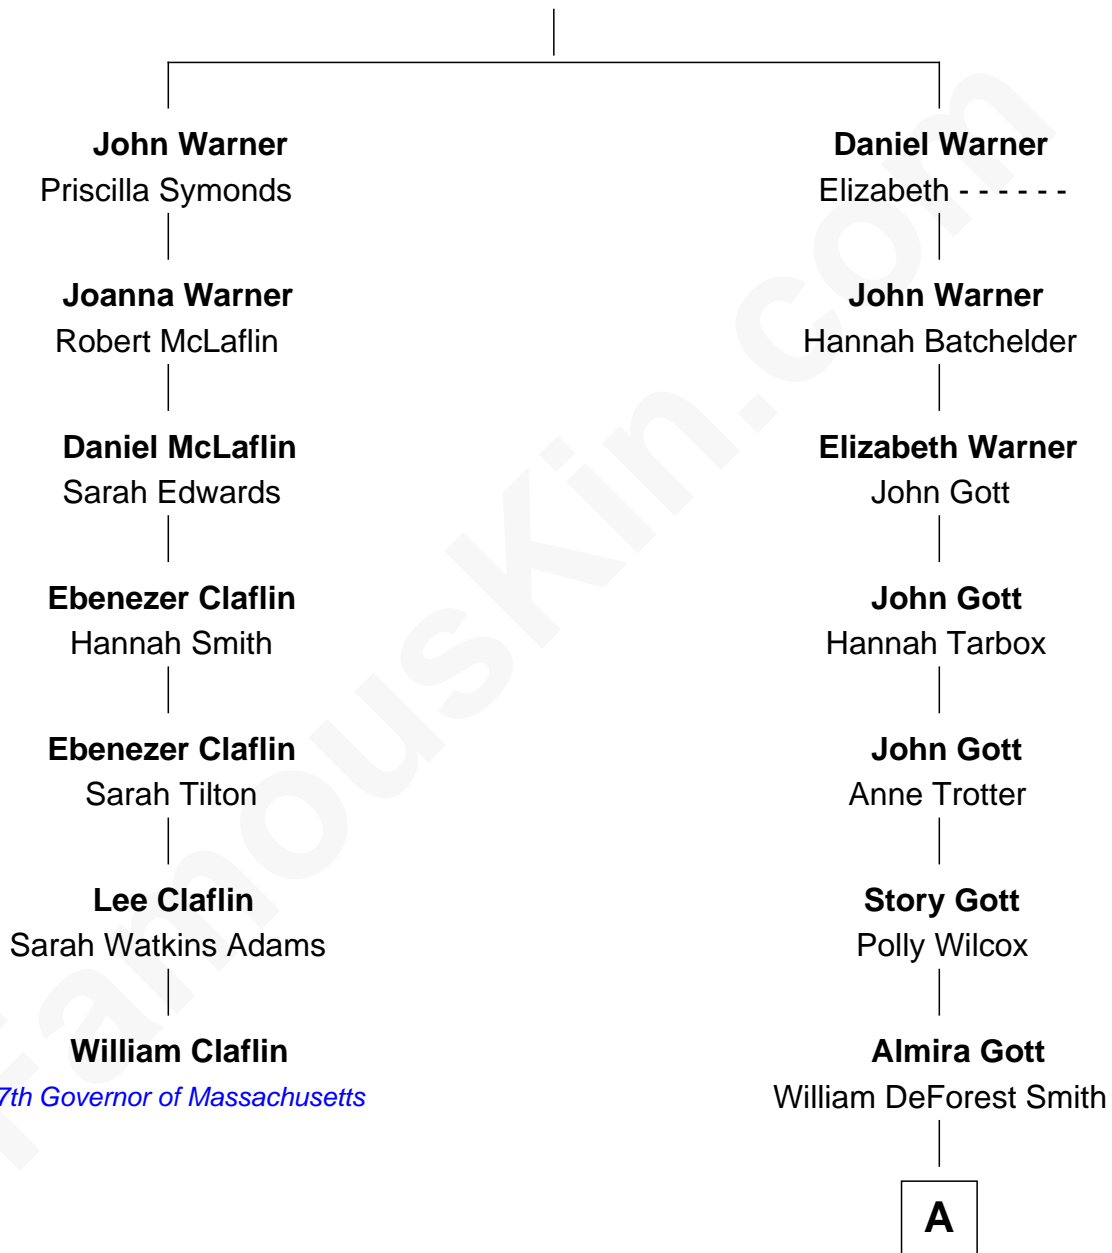 John Warner
Priscilla Symonds
Joanna Warner
Robert McLaflin
Daniel McLaflin
Sarah Edwards
Ebenezer Claflin
Hannah Smith
Ebenezer Claflin
Sarah Tilton
Lee Claflin
Sarah Watkins Adams
William Claflin
7th Governor of Massachusetts
Daniel Warner
Elizabeth - - - - - -
John Warner
Hannah Batchelder
Elizabeth Warner
John Gott
John Gott
Hannah Tarbox
John Gott
Anne Trotter
Story Gott
Polly Wilcox
Almira Gott
William DeForest Smith
A
FamousKin.com